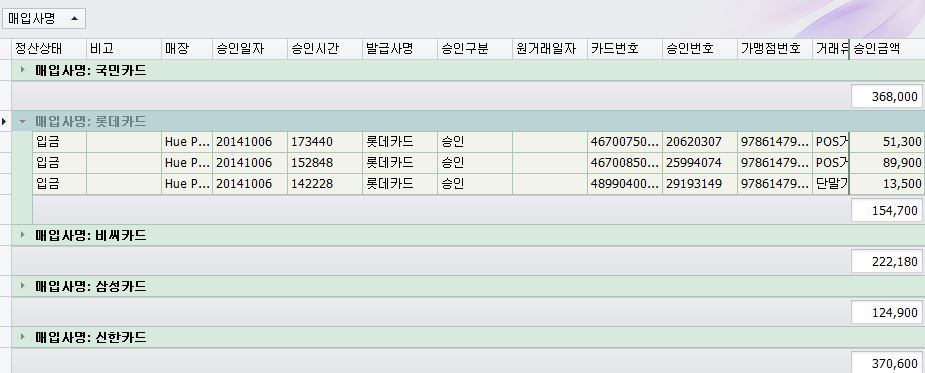 매입사명
정산상태 비고 매장 승인일자 승인시간 발급사명 승인구분 원거래일자 카드번호 승인번호 가맹점번호 거래유 승인금액
매입사명: 국민카드
368,000
매입사명: 롯데카드
입금 Hue P... 20141006 173440 롯데카드 승인 46700750... 20620307 97861479... POS거 51,300
입금 Hue P... 20141006 152848 롯데카드 승인 46700850... 25994074 97861479... POS거 89,900
입금 Hue P... 20141006 142228 롯데카드 승인 48990400... 29193149 97861479... 단말기 13,500
154,700
매입사명: 비씨카드
222,180
매입사명: 삼성카드
124,900
매입사명: 신한카드
370,600